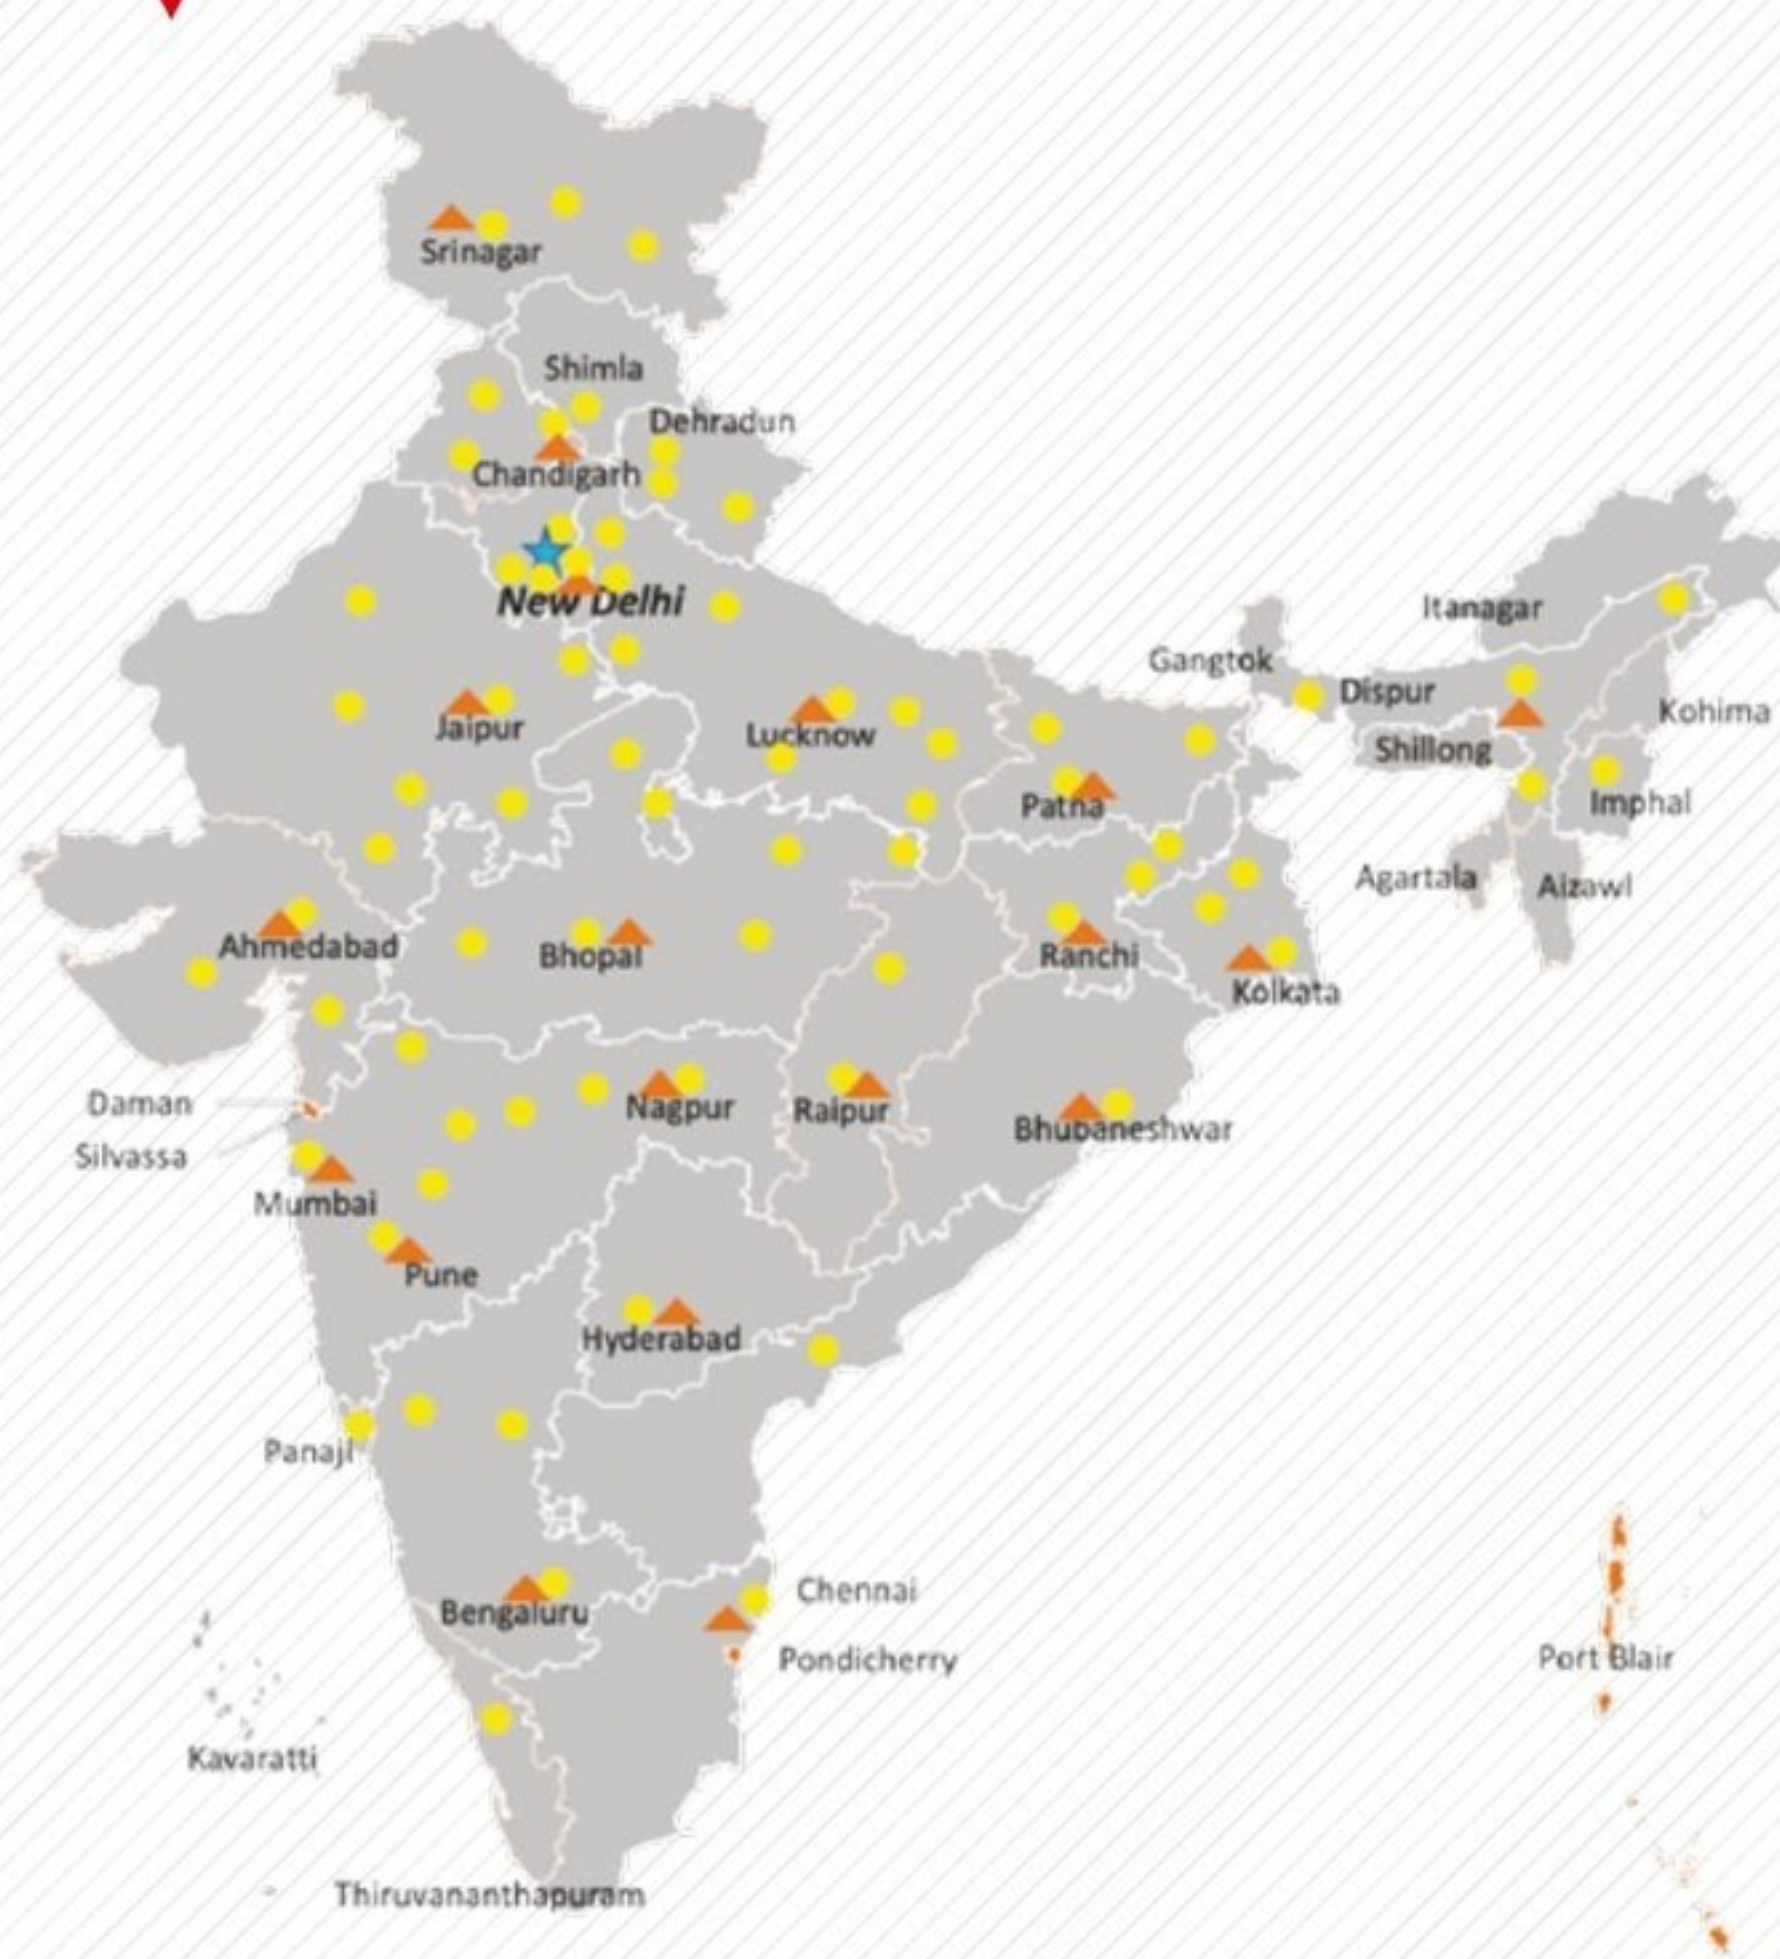 Srinagar
Shimla
Dehradun
Chandigarh
New Delhi
Itanagar
Gangtok
Dispur
Kohima
Jaipur
Lucknow
Shillong
Patna
Imphal
Agartala
Aizawl
Ahmedabad
Bhopal
Ranchi
Kolkata
Daman
Nagpur
Raipur
Bhubaneshwar
Silvassa
Mumbai
Pune
Hyderabad
Panaji
Chennai
Bengaluru
Pondicherry
Port Blair
Kavaratti
Thiruvananthapuram